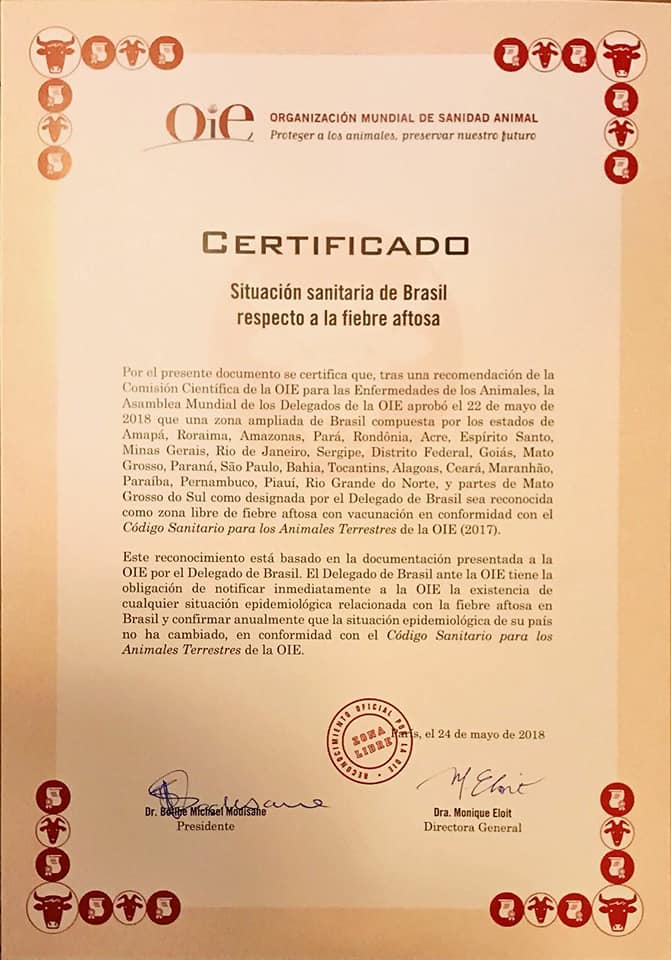 OiE
ORGANIZACIÓN MUNDIAL DE SANIDAD ANIMAL
Proteger a los animales, preservar nuestro futuro
CERTIFICADO
Situación sanitaria de Brasil
respecto a la fiebre aftosa
Por el presente documento se certifica que, tras una recomendación de la
Comisión Científica de la OIE para las Enfermedades de los Animales, la
Asamblea Mundial de los Delegados de la OIE aprobó el 22 de mayo de
2018 que una zona ampliada de Brasil compuesta por los estados de
Amapá, Roraima, Amazonas, Pará, Rondônia, Acre, Espírito Santo,
Minas Gerais, Rio de Janeiro, Sergipe, Distrito Federal, Goiás, Mato
Grosso, Paraná, São Paulo, Bahia, Tocantins, Alagoas, Ceará, Maranhão,
Paraíba, Pernambuco, Piauí, Rio Grande do Norte, y partes de Mato
Grosso do Sul como designada por el Delegado de Brasil sea reconocida
como zona libre de fiebre aftosa con vacunación en conformidad con el
Código Sanitario para los Animales Terrestres de la OIE (2017).
Este reconocimiento está basado en la documentación presentada a la
OIE por el Delegado de Brasil. El Delegado de Brasil ante la OIE tiene la
obligación de notificar inmediatamente a la OIE la existencia de
cualquier situación epidemiológica relacionada con la fiebre aftosa en
Brasil y confirmar anualmente que la situación epidemiológica de su país
no ha cambiado, en conformidad con el Código Sanitario para los
Animales Terrestres de la OIE.
RECONOCIMIENTO OFICIAL POR LA OIE
ZONA
LIBRE
París, el 24 de mayo de 2018
M Eloit
Dr. Botlhe Michael Modisane
Presidente
Dra. Monique Eloit
Directora General